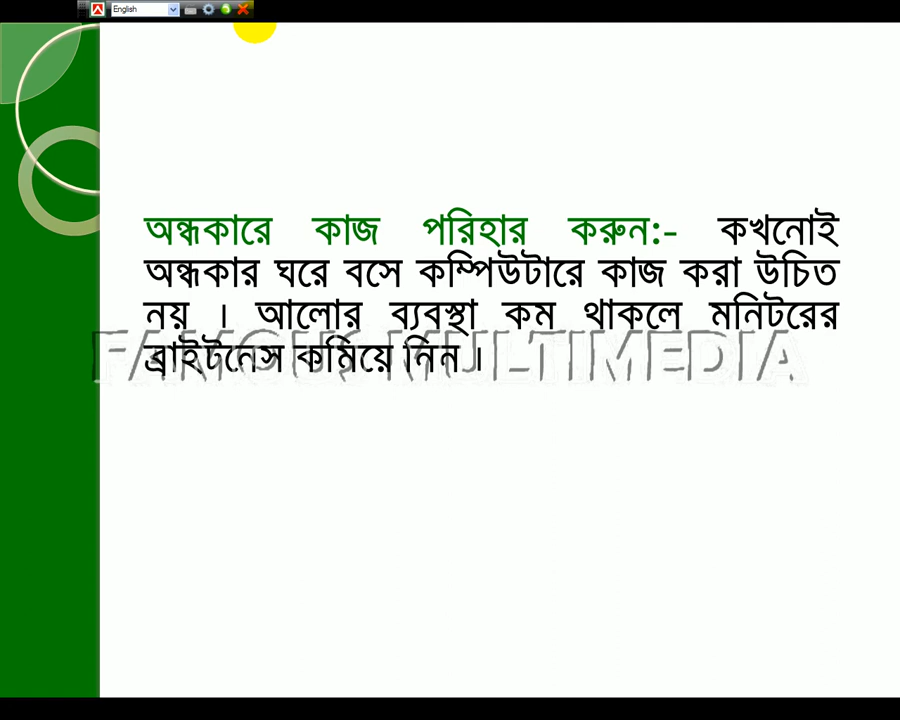 English
অন্ধকারে কাজ পরিহার করুন:- কখনোই
অন্ধকার ঘরে বসে কম্পিউটারে কাজ করা উচিত
নয় । আলোর ব্যবস্থা কম থাকলে মনিটরের
ব্রাইটনেস কমিয়ে নিন ।
FAMOUS MULTIMEDIA